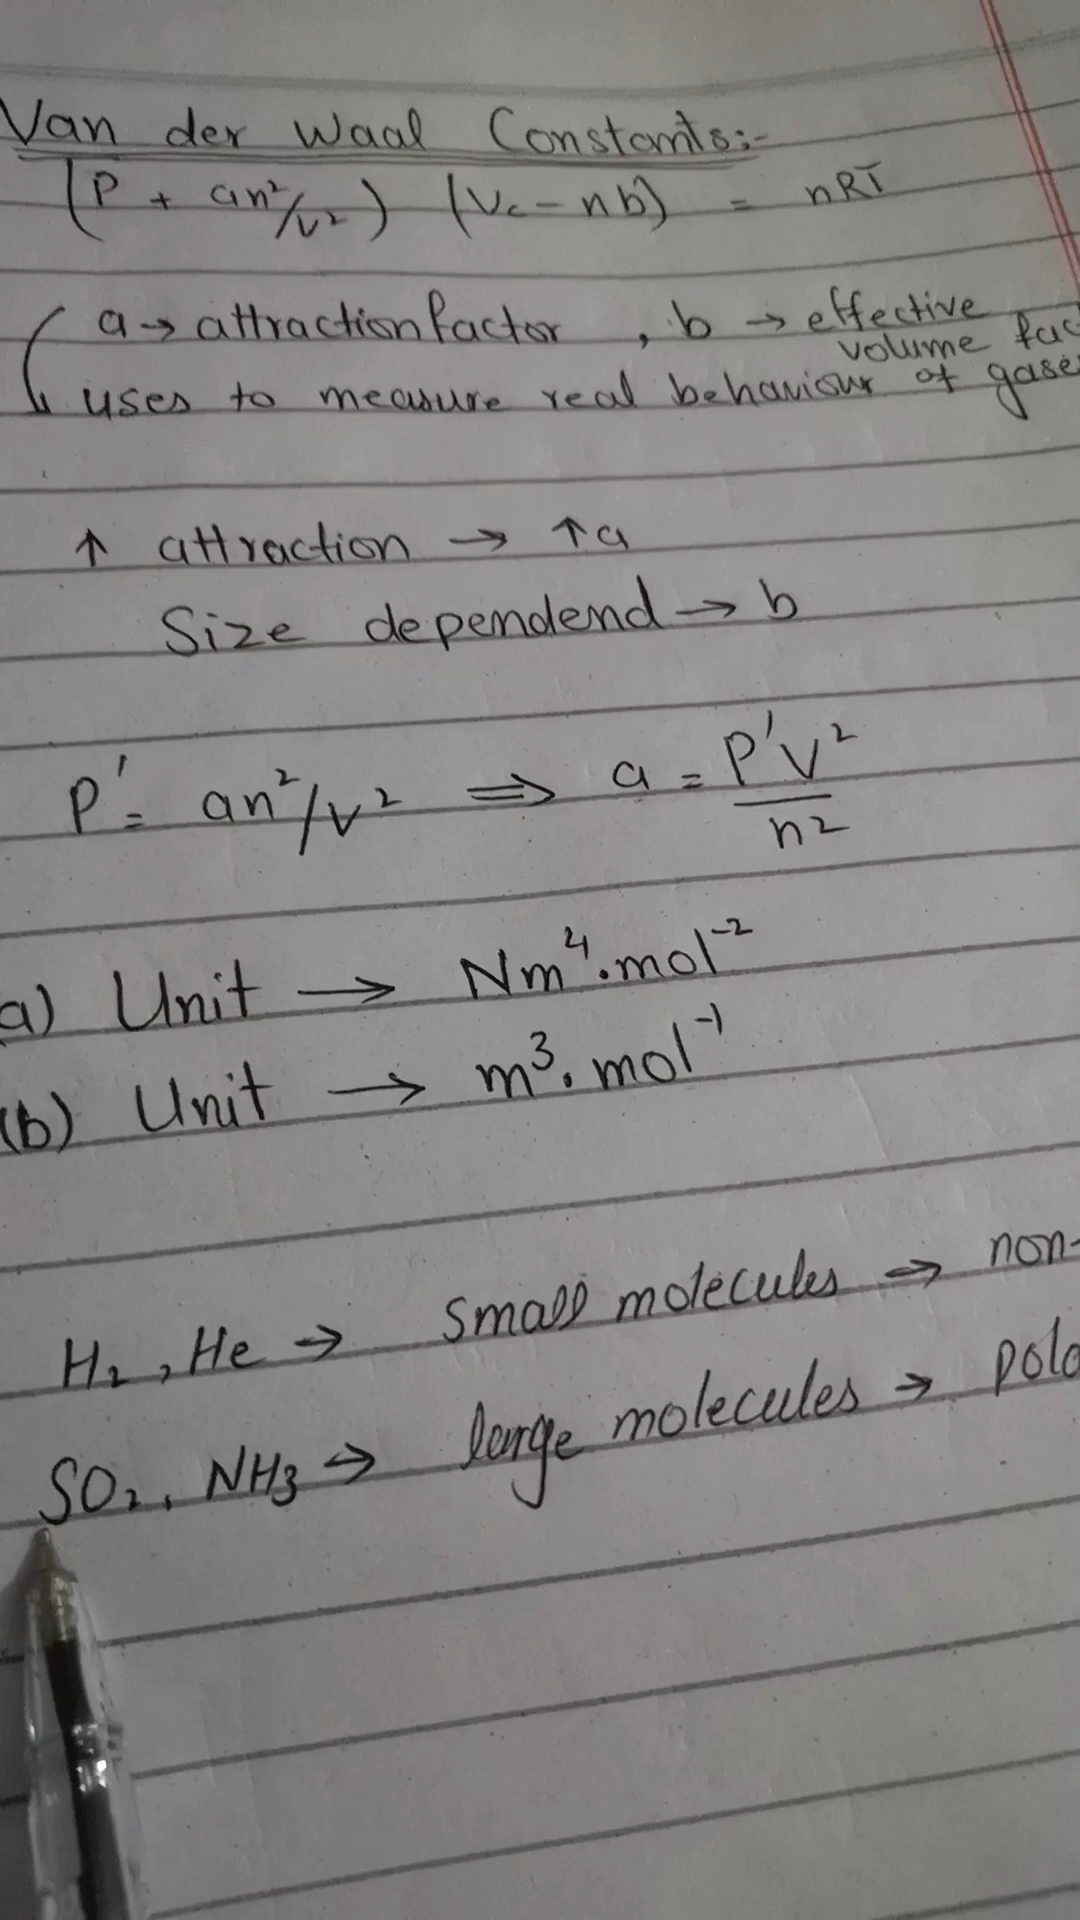 Van der Waal Constants:-
(P + an²/v²) (Vc - nb) = nRT
a → attraction factor , b → effective
volume fac
uses to measure real behaviour of gases
↑ attraction → ↑a
Size dependend → b
P' = an²/v² ⇒ a = P'V²/n²
a) Unit → Nm⁴.mol⁻²
(b) Unit → m³.mol⁻¹
H₂, He → small molecules → non-
SO₂, NH₃ → large molecules → pola